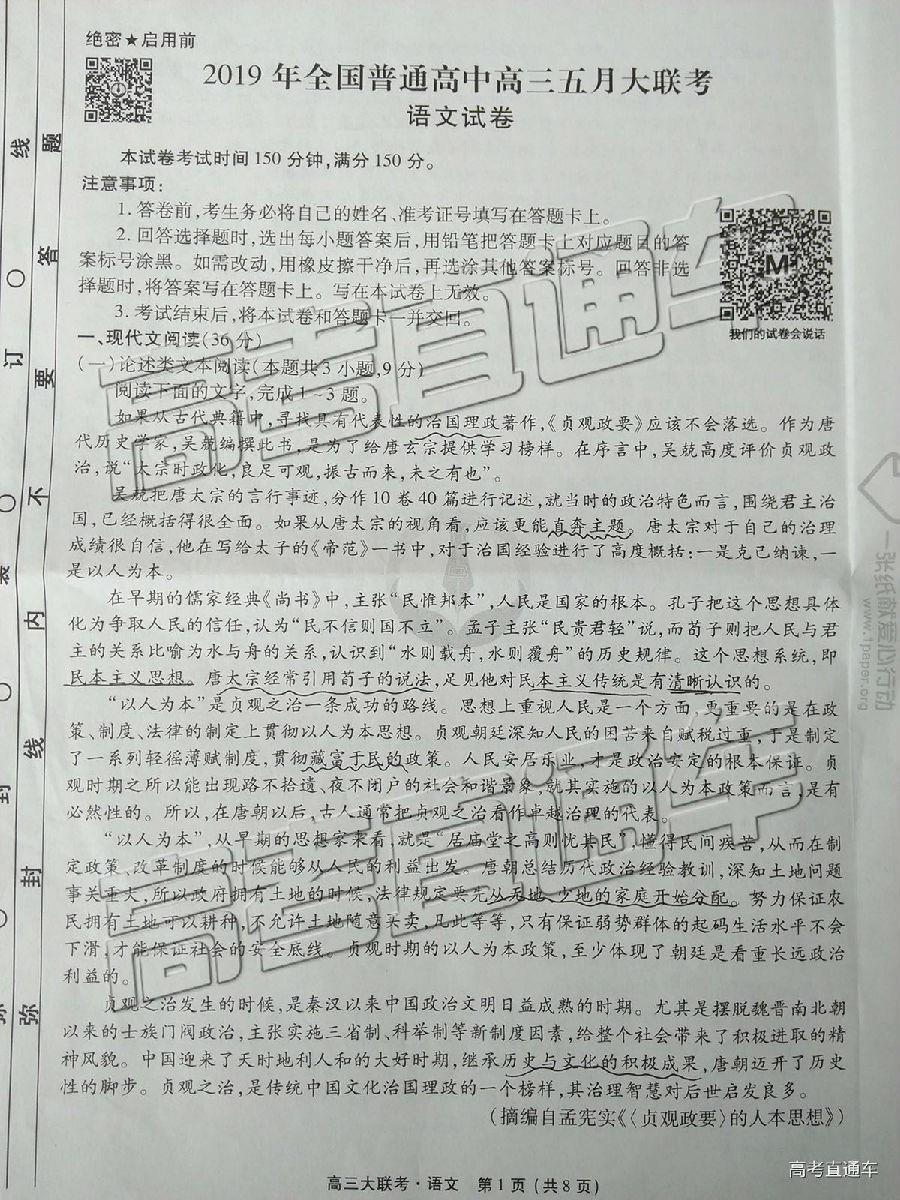 绝密★启用前
2019年全国普通高中高三五月大联考
语文试卷
本试卷考试时间150分钟,满分150分。
注意事项:
1.答卷前,考生务必将自己的姓名、准考证号填写在答题卡上。
2.回答选择题时,选出每小题答案后,用铅笔把答题卡上对应题目的答
案标号涂黑。如需改动,用橡皮擦干净后,再选涂其他答案标号。回答非选
择题时,将答案写在答题卡上。写在本试卷上无效。
3.考试结束后,将本试卷和答题卡一并交回。
我们的试卷会说话
一、现代文阅读(36分)
(一)论述类文本阅读(本题共3小题,9分)
阅读下面的文字,完成1~3题。
如果从古代典籍中,寻找具有代表性的治国理政著作,《贞观政要》应该不会落选。作为唐
代历史学家,吴兢编撰此书,是为了给唐玄宗提供学习榜样。在序言中,吴兢高度评价贞观政
治,说“太宗时政化,良足可观,振古而来,未之有也”。
吴兢把唐太宗的言行事迹,分作10卷40篇进行记述,就当时的政治特色而言,围绕君主治
国,已经概括得很全面。如果从唐太宗的视角看,应该更能直奔主题。唐太宗对于自己的治理
成绩很自信,他在写给太子的《帝范》一书中,对于治国经验进行了高度概括:一是克己纳谏,一
是以人为本。
在早期的儒家经典《尚书》中,主张“民惟邦本”,人民是国家的根本。孔子把这个思想具体
化为争取人民的信任,认为“民不信则国不立”。孟子主张“民贵君轻”说,而荀子则把人民与君
主的关系比喻为水与舟的关系,认识到“水则载舟,水则覆舟”的历史规律。这个思想系统,即
民本主义思想。唐太宗经常引用荀子的说法,足见他对民本主义传统是有清晰认识的。
“以人为本”是贞观之治一条成功的路线。思想上重视人民是一个方面,更重要的是在政
策、制度、法律的制定上贯彻以人为本思想。贞观朝廷深知人民的困苦来自赋税过重,于是制定
了一系列轻徭薄赋制度,贯彻藏富于民的政策。人民安居乐业,才是政治安定的根本保证。贞
观时期之所以能出现路不拾遗、夜不闭户的社会和谐景象,就其实施的以人为本政策而言,是有
必然性的。所以,在唐朝以后,古人通常把贞观之治看作卓越治理的代表。
“以人为本”,从早期的思想家来看,就是“居庙堂之高则忧其民”,懂得民间疾苦,从而在制
定政策、改革制度的时候能够从人民的利益出发。唐朝总结历代政治经验教训,深知土地问题
事关重大,所以政府拥有土地的时候,法律规定要先从无地、少地的家庭开始分配。努力保证农
民拥有土地可以耕种,不允许土地随意买卖,凡此等等,只有保证弱势群体的起码生活水平不会
下滑,才能保证社会的安全底线。贞观时期的以人为本政策,至少体现了朝廷是看重长远政治
利益的。
贞观之治发生的时候,是秦汉以来中国政治文明日益成熟的时期。尤其是摆脱魏晋南北朝
以来的士族门阀政治,主张实施三省制、科举制等新制度因素,给整个社会带来了积极进取的精
神风貌。中国迎来了天时地利人和的大好时期,继承历史与文化的积极成果,唐朝迈开了历史
性的脚步。贞观之治,是传统中国文化治国理政的一个榜样,其治理智慧对后世启发良多。
(摘编自孟宪实《〈贞观政要〉的人本思想》)
高三大联考·语文 第1页(共8页)
弥 封 线 内 不 要 答 题
封 装 订 线
高考直通车
高考直通车
一张纸献爱心行动
www.1paper.org
高考直通车